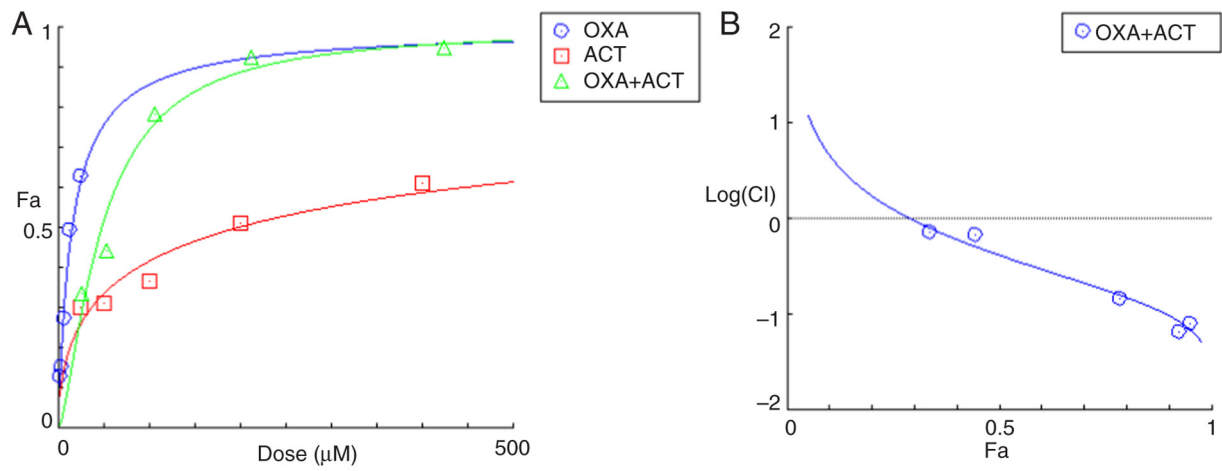 A
1
Fa
0.5
0
0
Dose (μM)
500
OXA
ACT
OXA+ACT
B
2
1
Log(CI)
0
–1
–2
0
0.5
Fa
1
OXA+ACT